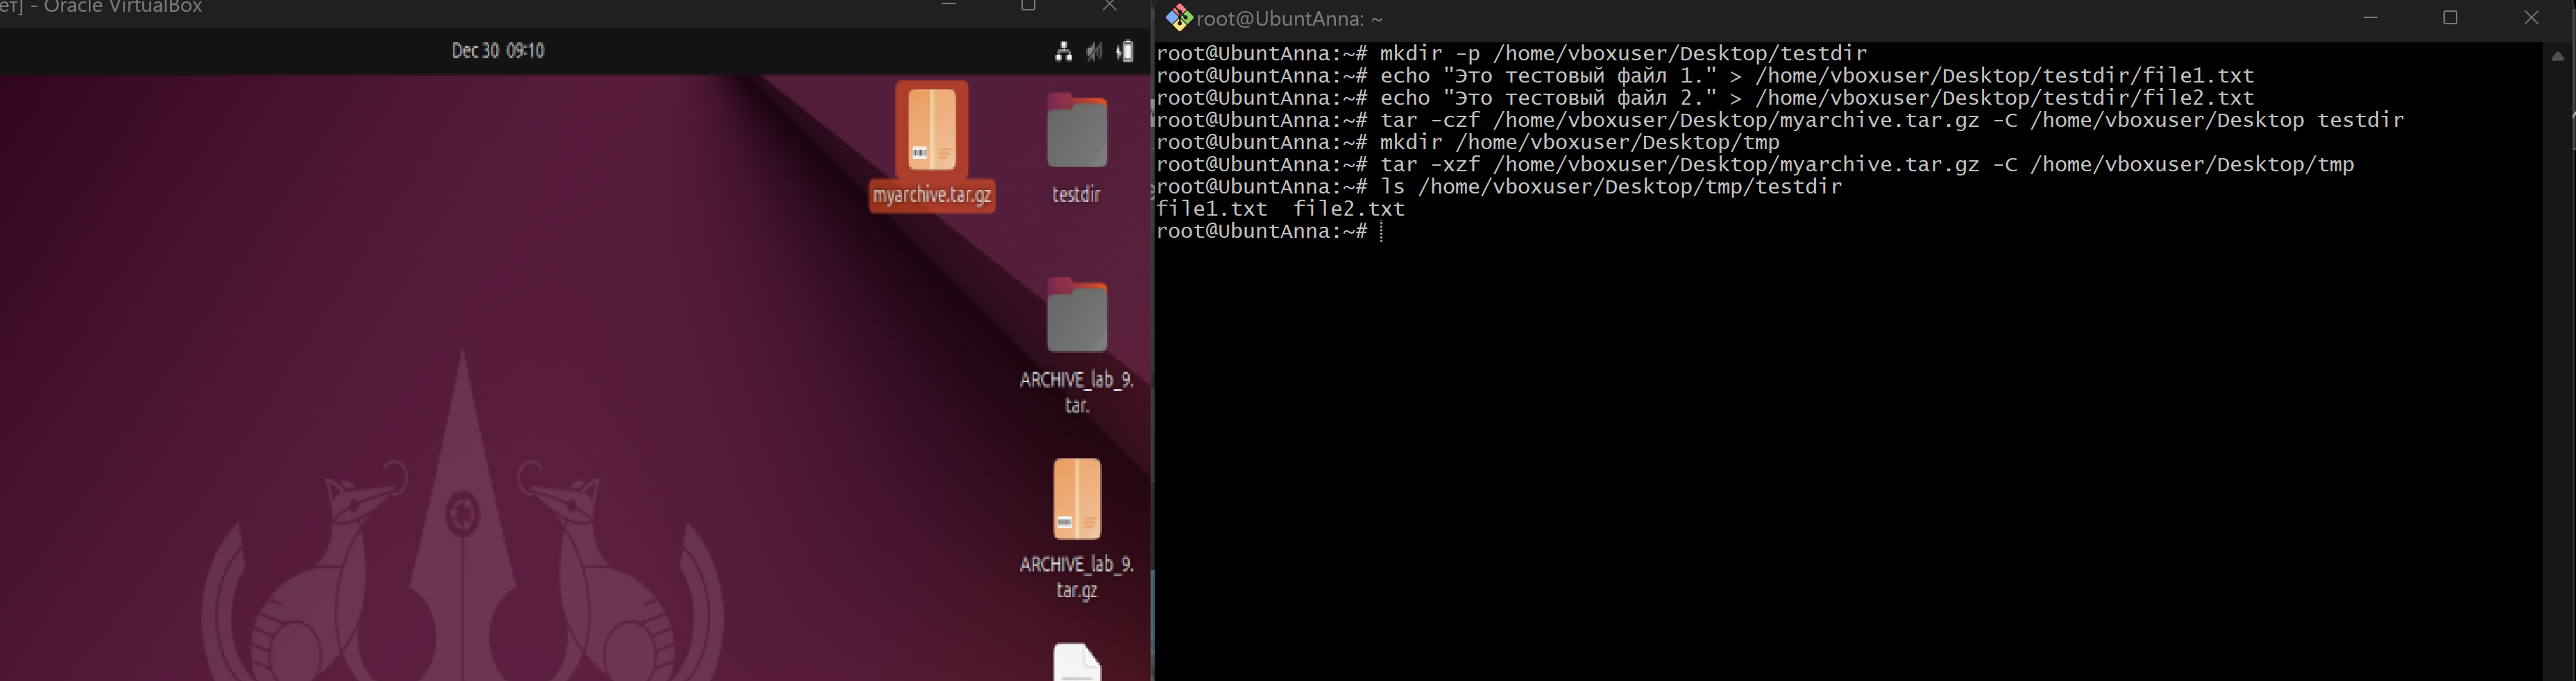 ет] - Oracle VirtualBox
Dec 30 09:10
myarchive.tar.gz
testdir
ARCHIVE_lab_9.
tar.
ARCHIVE_lab_9.
tar.gz
root@UbuntAnna: ~
root@UbuntAnna:~# mkdir -p /home/vboxuser/Desktop/testdir
root@UbuntAnna:~# echo "Это тестовый файл 1." > /home/vboxuser/Desktop/testdir/file1.txt
root@UbuntAnna:~# echo "Это тестовый файл 2." > /home/vboxuser/Desktop/testdir/file2.txt
root@UbuntAnna:~# tar -czf /home/vboxuser/Desktop/myarchive.tar.gz -C /home/vboxuser/Desktop testdir
root@UbuntAnna:~# mkdir /home/vboxuser/Desktop/tmp
root@UbuntAnna:~# tar -xzf /home/vboxuser/Desktop/myarchive.tar.gz -C /home/vboxuser/Desktop/tmp
root@UbuntAnna:~# ls /home/vboxuser/Desktop/tmp/testdir
file1.txt  file2.txt
root@UbuntAnna:~#